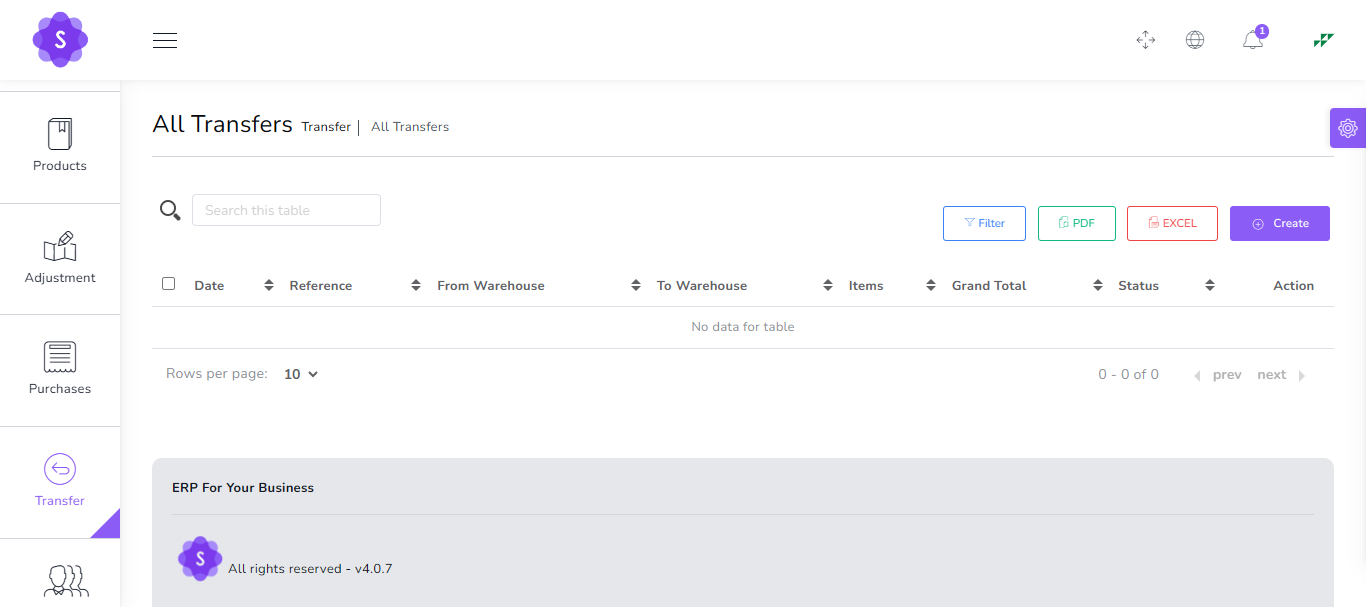 S
1
All Transfers Transfer | All Transfers
Products
Search this table
Filter PDF EXCEL Create
Adjustment
Date Reference From Warehouse To Warehouse Items Grand Total Status Action
No data for table
Rows per page: 10 0 - 0 of 0 prev next
Purchases
Transfer
ERP For Your Business
S All rights reserved - v4.0.7